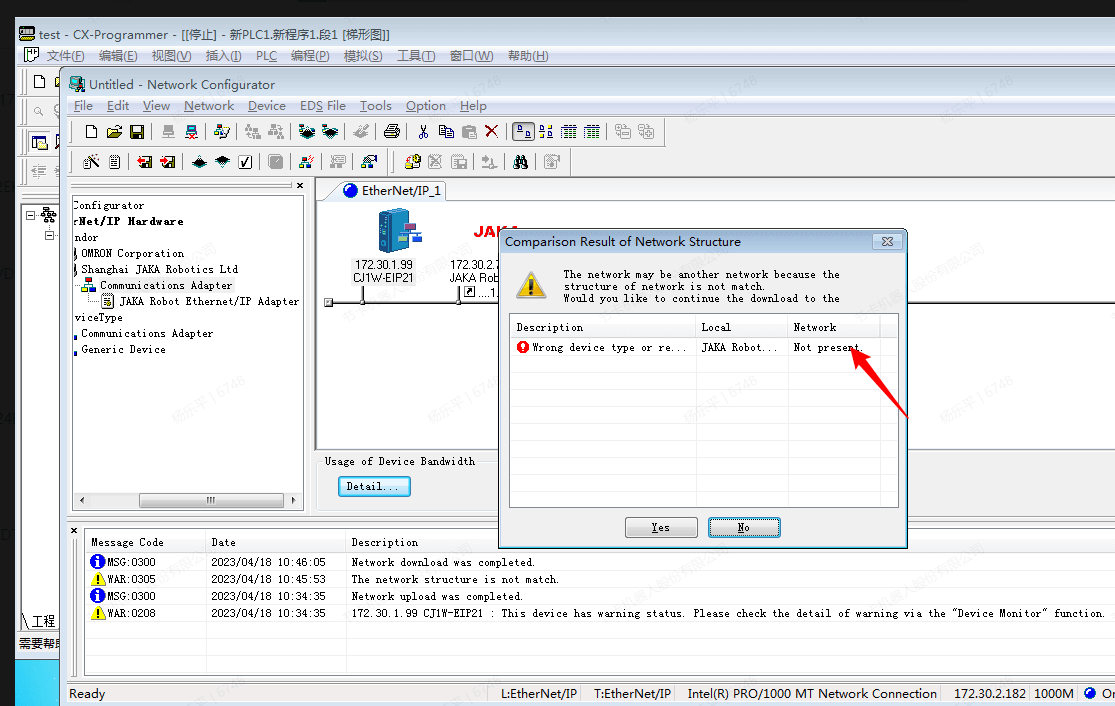 test - CX-Programmer - [[停止] - 新PLC1.新程序1.段1 [梯形图]]
文件(F) 编辑(E) 视图(V) 插入(I) PLC 编程(P) 模拟(S) 工具(T) 窗口(W) 帮助(H)
Untitled - Network Configurator
File Edit View Network Device EDS File Tools Option Help
EtherNet/IP_1
Configurator
rNet/IP Hardware
ndor
OMRON Corporation
Shanghai JAKA Robotics Ltd
Communications Adapter
JAKA Robot Ethernet/IP Adapter
viceType
Communications Adapter
Generic Device
172.30.1.99
CJ1W-EIP21
JAKA
172.30.2.7
JAKA Rob
....1.
Comparison Result of Network Structure
The network may be another network because the
structure of network is not match.
Would you like to continue the download to the
Description Local Network
Wrong device type or re... JAKA Robot... Not present.
Yes No
Usage of Device Bandwidth
Detail...
Message Code Date Description
MSG:0300 2023/04/18 10:46:05 Network download was completed.
WAR:0305 2023/04/18 10:45:53 The network structure is not match.
MSG:0300 2023/04/18 10:34:35 Network upload was completed.
WAR:0208 2023/04/18 10:34:35 172.30.1.99 CJ1W-EIP21 : This device has warning status. Please check the detail of warning via the "Device Monitor" function.
工程
需要帮助
Ready L:EtherNet/IP T:EtherNet/IP Intel(R) PRO/1000 MT Network Connection 172.30.2.182 1000M On